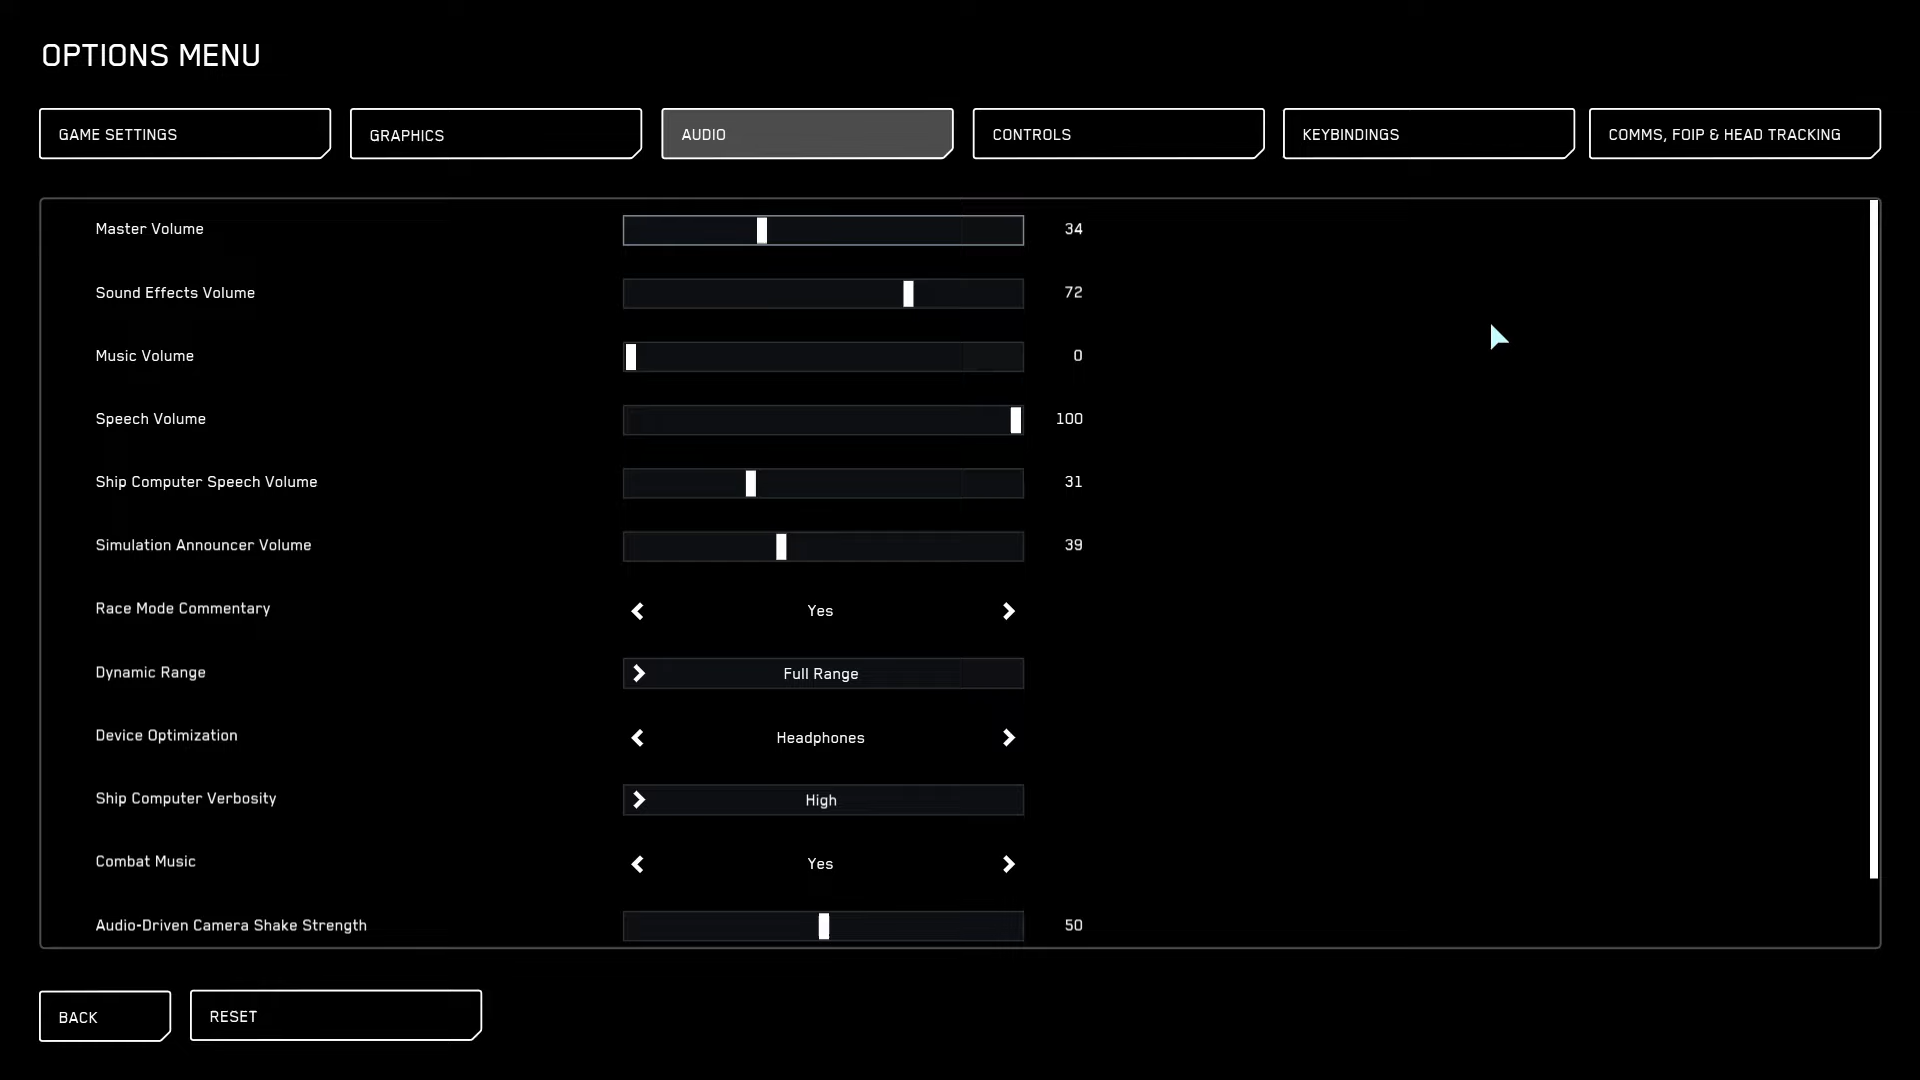 OPTIONS MENU
GAME SETTINGS
GRAPHICS
AUDIO
CONTROLS
KEYBINDINGS
COMMS, FOIP & HEAD TRACKING
Master Volume 34
Sound Effects Volume 72
Music Volume 0
Speech Volume 100
Ship Computer Speech Volume 31
Simulation Announcer Volume 39
Race Mode Commentary Yes
Dynamic Range Full Range
Device Optimization Headphones
Ship Computer Verbosity High
Combat Music Yes
Audio-Driven Camera Shake Strength 50
BACK
RESET